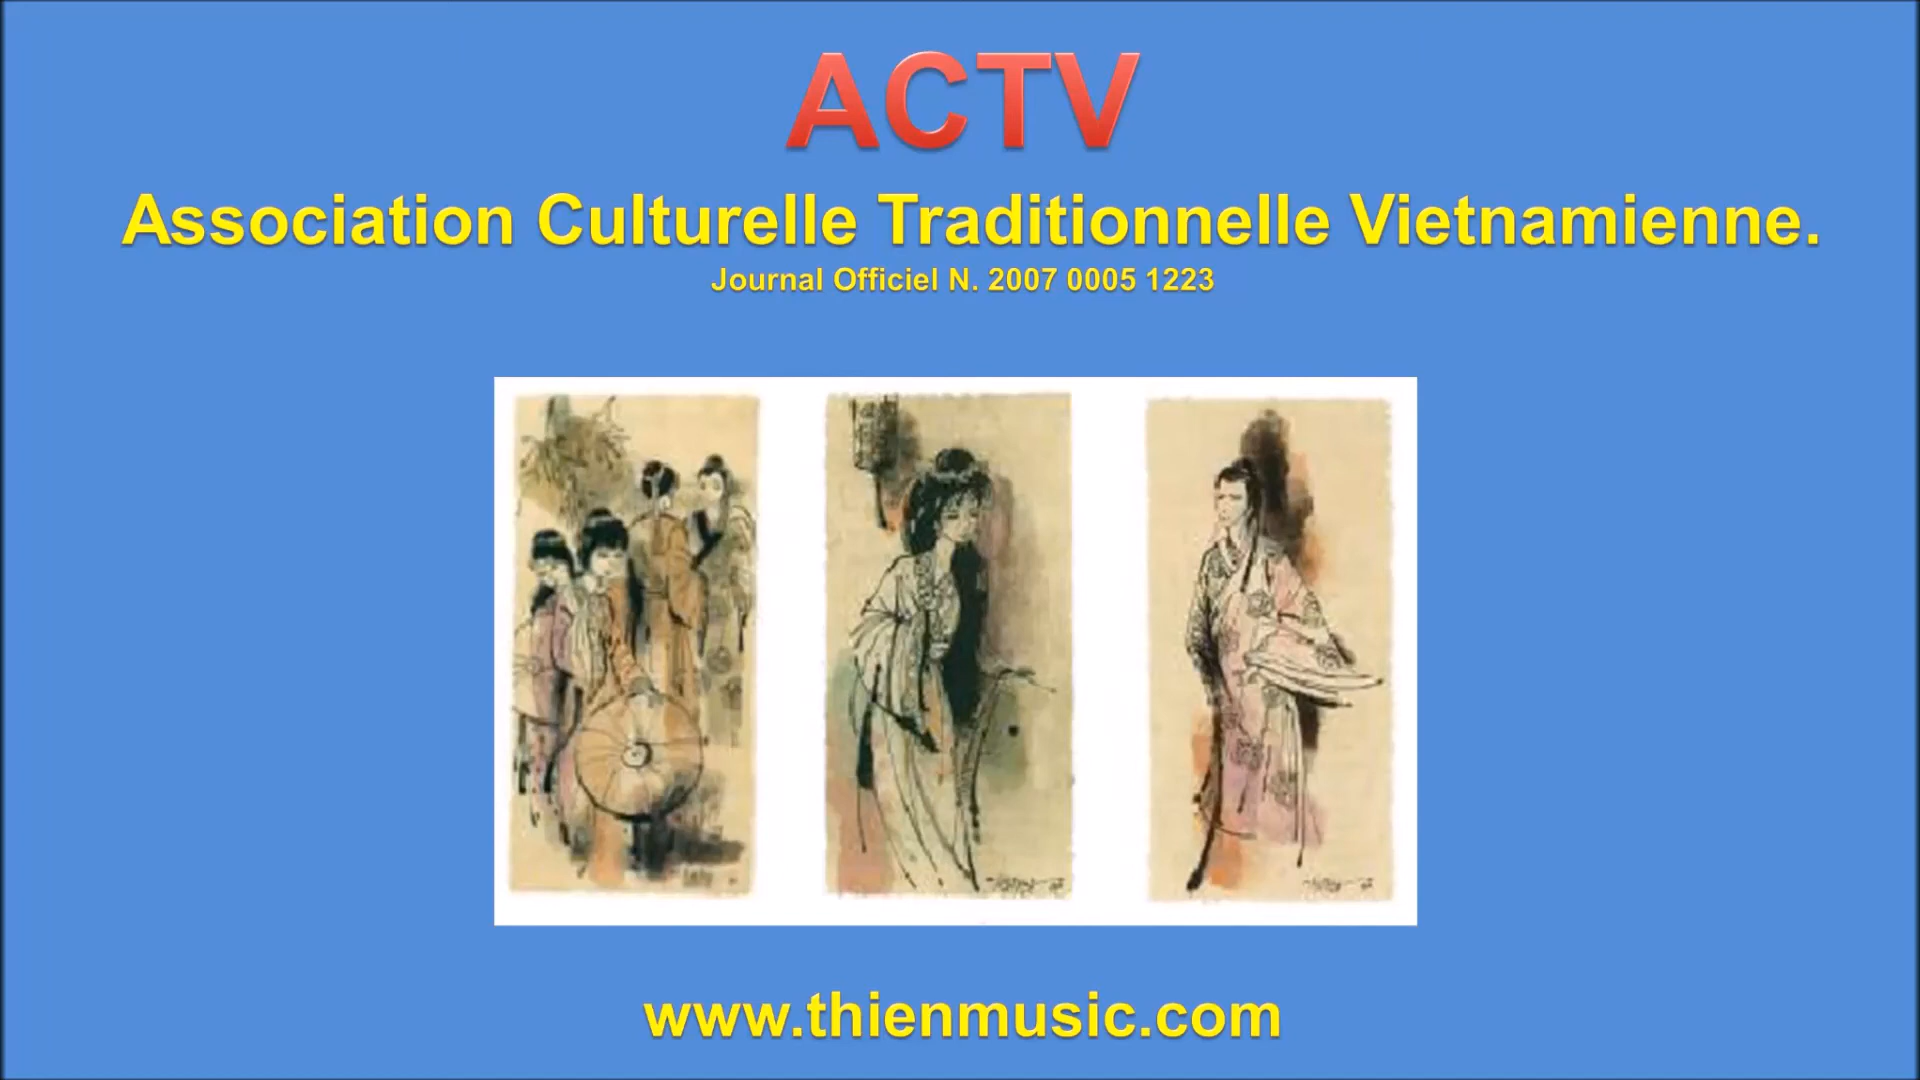 ACTV
Association Culturelle Traditionnelle Vietnamienne.
Journal Officiel N. 2007 0005 1223
www.thienmusic.com